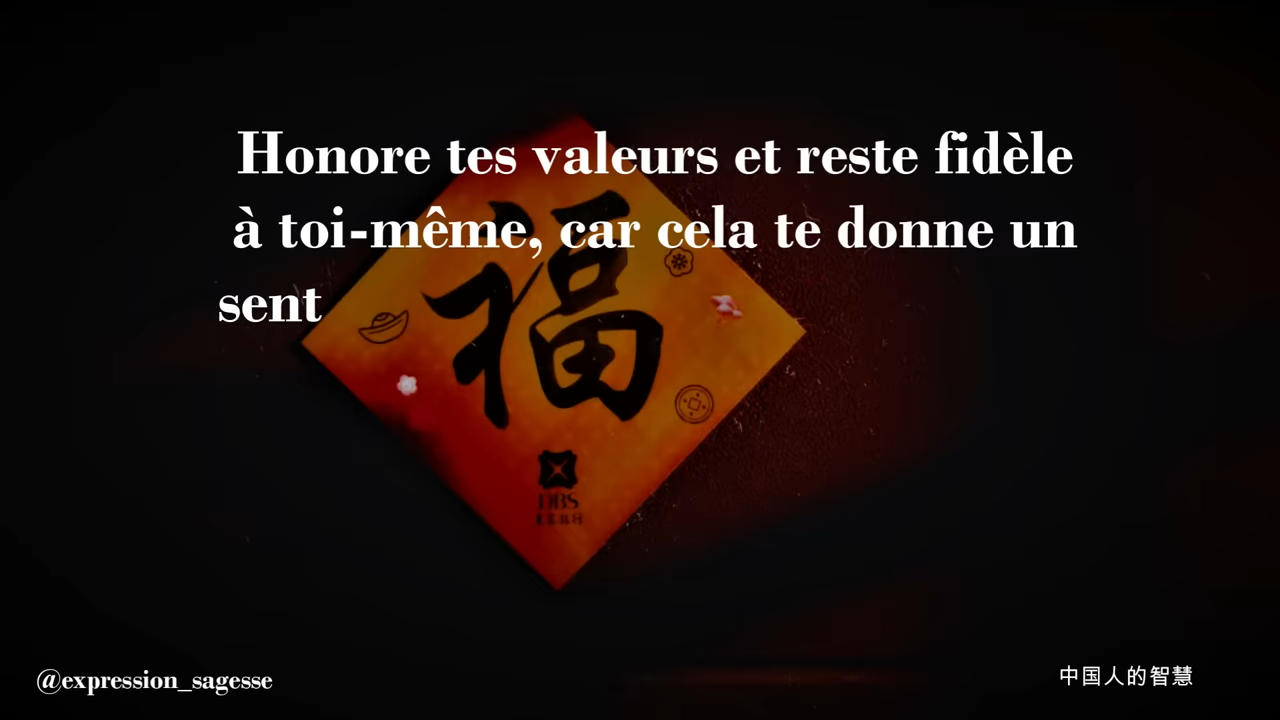 Honore tes valeurs et reste fidèle
à toi-même, car cela te donne un
sent
福
DBS
@expression_sagesse
中国人的智慧